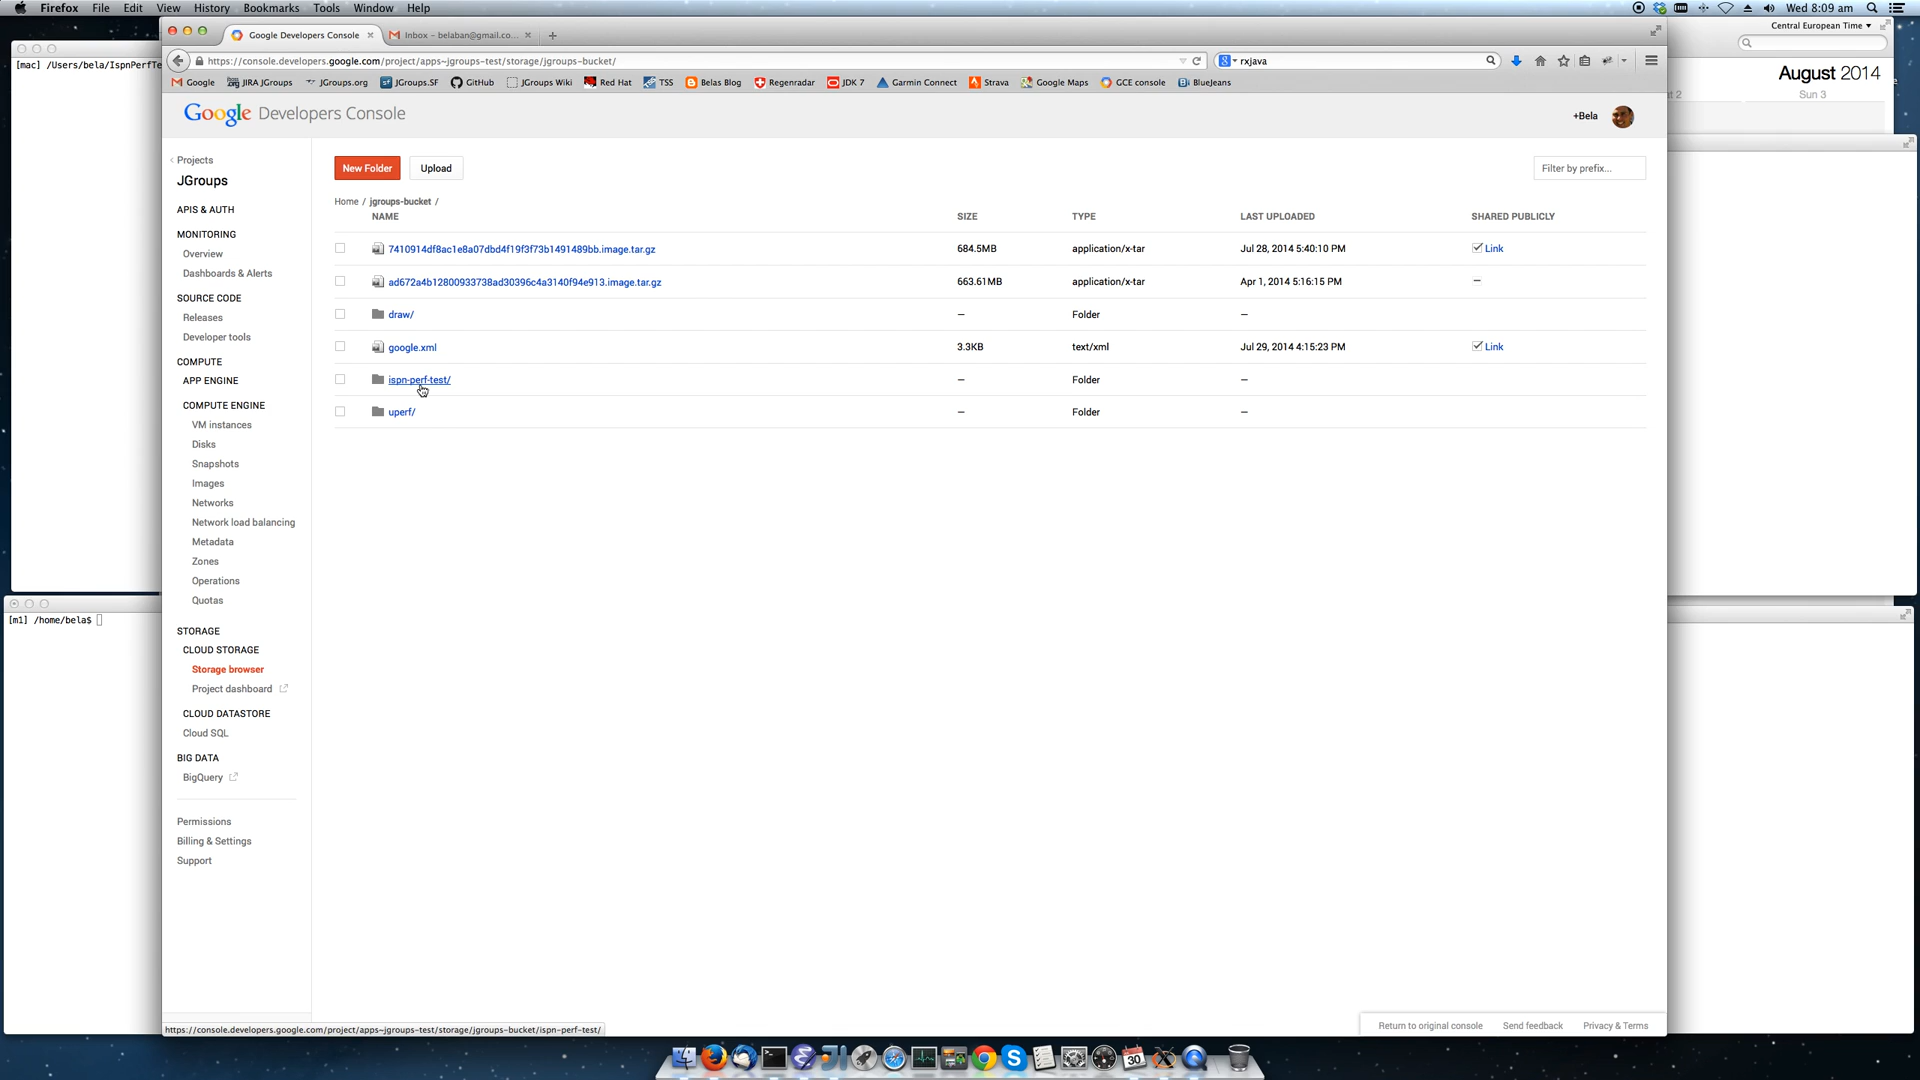 Firefox File Edit View History Bookmarks Tools Window Help
Wed 8:09 am
Central European Time
August 2014
Sun 3
[mac] /Users/bela/IspnPerfTe
Google Developers Console
Inbox – belaban@gmail.co...
https://console.developers.google.com/project/apps~jgroups-test/storage/jgroups-bucket/
rxjava
Google JIRA JGroups JGroups.org JGroups.SF GitHub JGroups Wiki Red Hat TSS Belas Blog Regenradar JDK 7 Garmin Connect Strava Google Maps GCE console BlueJeans
Google Developers Console
+Bela
Projects
JGroups
APIS & AUTH
MONITORING
Overview
Dashboards & Alerts
SOURCE CODE
Releases
Developer tools
COMPUTE
APP ENGINE
COMPUTE ENGINE
VM instances
Disks
Snapshots
Images
Networks
Network load balancing
Metadata
Zones
Operations
Quotas
STORAGE
CLOUD STORAGE
Storage browser
Project dashboard
CLOUD DATASTORE
Cloud SQL
BIG DATA
BigQuery
Permissions
Billing & Settings
Support
New Folder Upload
Filter by prefix...
Home / jgroups-bucket /
NAME SIZE TYPE LAST UPLOADED SHARED PUBLICLY
7410914df8ac1e8a07dbd4f19f3f73b1491489bb.image.tar.gz 684.5MB application/x-tar Jul 28, 2014 5:40:10 PM Link
ad672a4b12800933738ad30396c4a3140f94e913.image.tar.gz 663.61MB application/x-tar Apr 1, 2014 5:16:15 PM –
draw/ – Folder –
google.xml 3.3KB text/xml Jul 29, 2014 4:15:23 PM Link
ispn-perf-test/ – Folder –
uperf/ – Folder –
[m1] /home/bela$
https://console.developers.google.com/project/apps~jgroups-test/storage/jgroups-bucket/ispn-perf-test/
Return to original console Send feedback Privacy & Terms
30